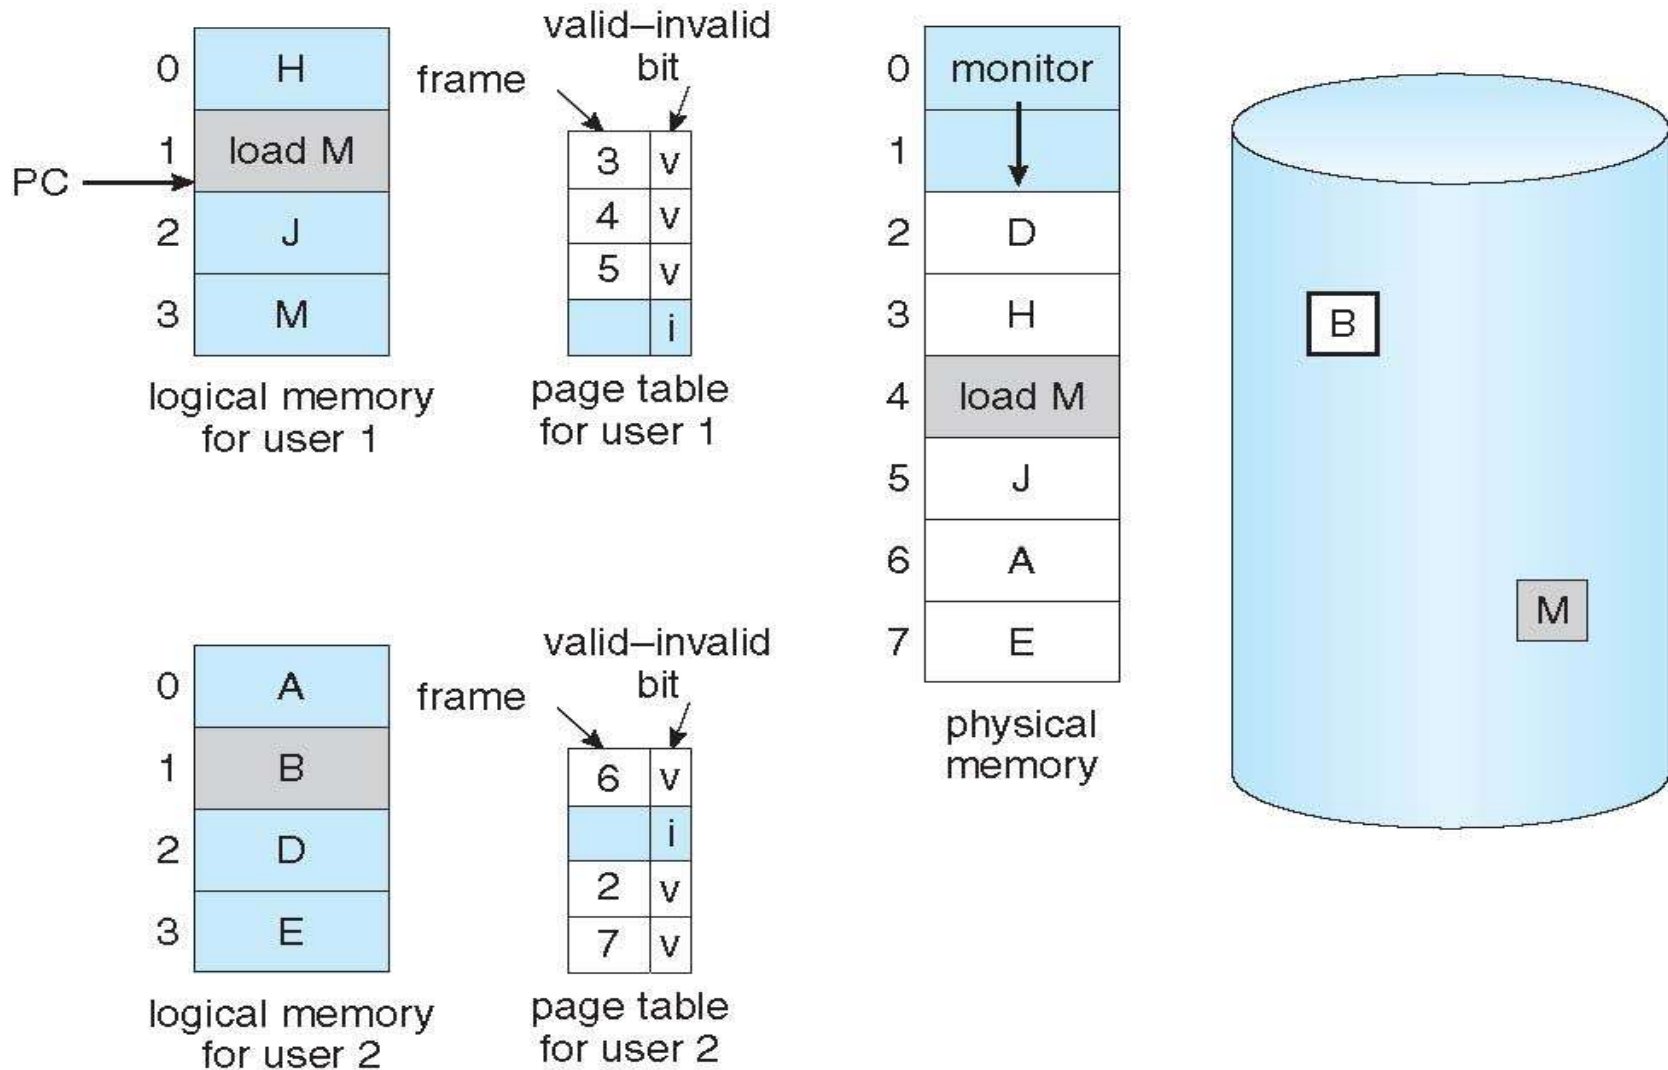 valid–invalid
bit
frame
0 H
1 load M
PC
2 J
3 M
3 v
4 v
5 v
i
logical memory
for user 1
page table
for user 1
0 monitor
1
2 D
3 H
4 load M
5 J
6 A
7 E
physical
memory
B
M
valid–invalid
bit
frame
0 A
1 B
2 D
3 E
6 v
i
2 v
7 v
logical memory
for user 2
page table
for user 2